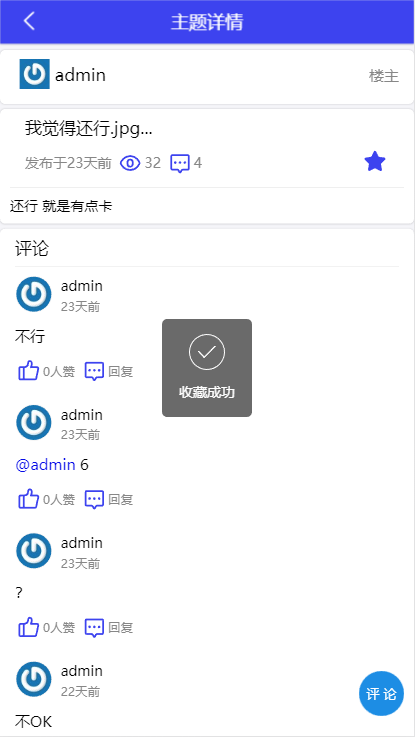 主题详情
admin 楼主
我觉得还行.jpg...
发布于23天前 32 4
还行 就是有点卡
评论
admin
23天前
不行
0人赞 回复
admin
23天前
@admin 6
0人赞 回复
admin
23天前
?
0人赞 回复
admin
22天前
不OK
收藏成功
评 论